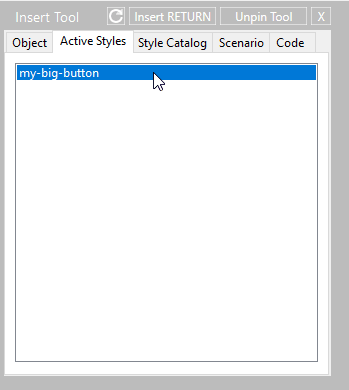 Insert Tool Insert RETURN Unpin Tool X
Object Active Styles Style Catalog Scenario Code
my-big-button